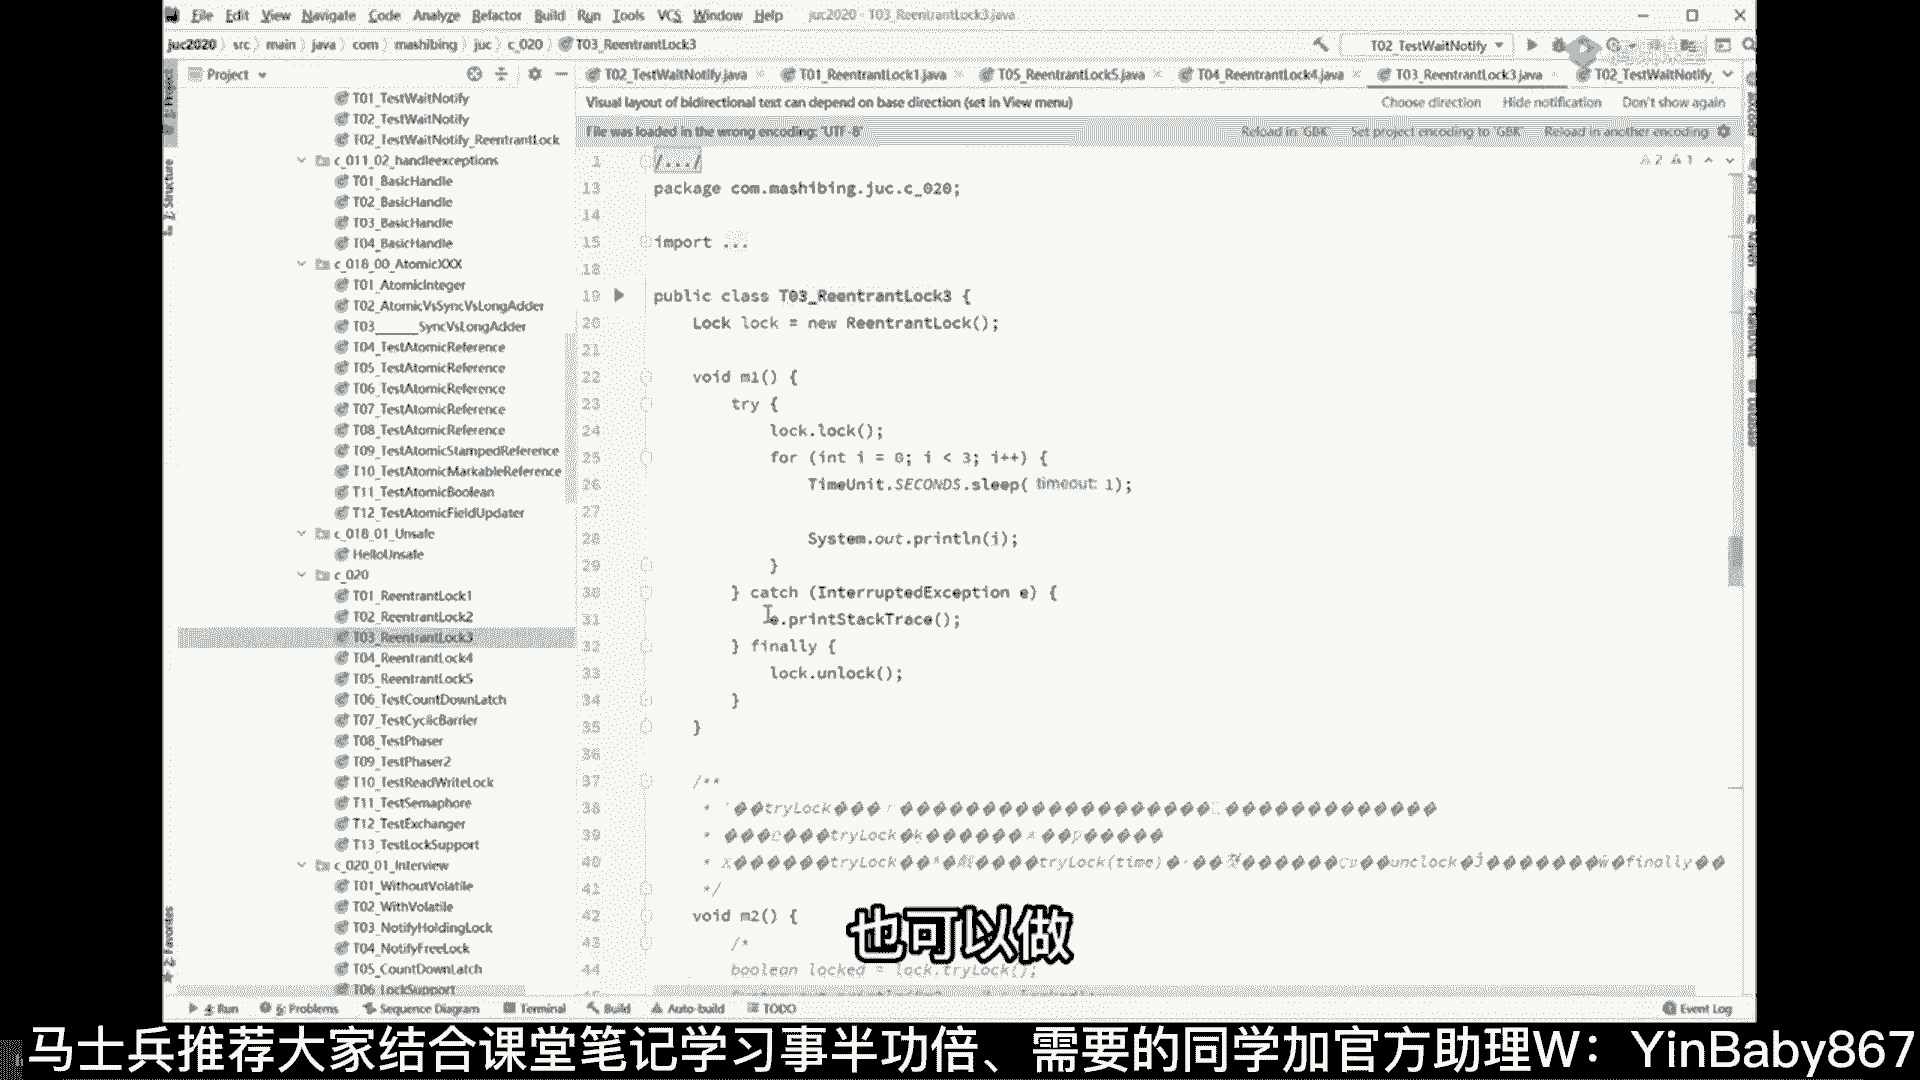 File Edit View Navigate Code Analyze Refactor Build Run Tools VCS Window Help juc2020 - T03_ReentrantLock3.java
juc2020 src main java com mashibing juc c_020 T03_ReentrantLock3 T02_TestWaitNotify
Project
T02_TestWaitNotify.java T01_ReentrantLock1.java T05_ReentrantLock5.java T04_ReentrantLock4.java T03_ReentrantLock3.java T02_TestWaitNotify_
Visual layout of bidirectional text can depend on base direction (set in View menu) Choose direction Hide notification Don't show again
File was loaded in the wrong encoding: 'UTF-8' Reload in 'GBK' Set project encoding to 'GBK' Reload in another encoding
T01_TestWaitNotify
T02_TestWaitNotify
T02_TestWaitNotify_ReentrantLock
c_011_02_handleexceptions
T01_BasicHandle
T02_BasicHandle
T03_BasicHandle
T04_BasicHandle
c_018_00_AtomicXXX
T01_AtomicInteger
T02_AtomicVsSyncVsLongAdder
T03______SyncVsLongAdder
T04_TestAtomicReference
T05_TestAtomicReference
T06_TestAtomicReference
T07_TestAtomicReference
T08_TestAtomicReference
T09_TestAtomicStampedReference
T10_TestAtomicMarkableReference
T11_TestAtomicBoolean
T12_TestAtomicFieldUpdater
c_018_01_Unsafe
HelloUnsafe
c_020
T01_ReentrantLock1
T02_ReentrantLock2
T03_ReentrantLock3
T04_ReentrantLock4
T05_ReentrantLock5
T06_TestCountDownLatch
T07_TestCyclicBarrier
T08_TestPhaser
T09_TestPhaser2
T10_TestReadWriteLock
T11_TestSemaphore
T12_TestExchanger
T13_TestLockSupport
c_020_01_Interview
T01_WithoutVolatile
T02_WithVolatile
T03_NotifyHoldingLock
T04_NotifyFreeLock
T05_CountDownLatch
T06_LockSupport
1 /.../
13 package com.mashibing.juc.c_020;
14
15 import ...
18
19 public class T03_ReentrantLock3 {
20 Lock lock = new ReentrantLock();
21
22 void m1() {
23 try {
24 lock.lock();
25 for (int i = 0; i < 3; i++) {
26 TimeUnit.SECONDS.sleep( timeout: 1);
27
28 System.out.println(i);
29 }
30 } catch (InterruptedException e) {
31 e.printStackTrace();
32 } finally {
33 lock.unlock();
34 }
35 }
36
37 /**
38 * tryLock
39 * tryLock
40 * tryLock tryLock(time) unclock finally
41 */
42 void m2() {
43 /*
44 boolean locked = lock.tryLock();
也可以做
4: Run 6: Problems Sequence Diagram Terminal Build Auto-build TODO Event Log
马士兵推荐大家结合课堂笔记学习事半功倍、需要的同学加官方助理W：YinBaby867